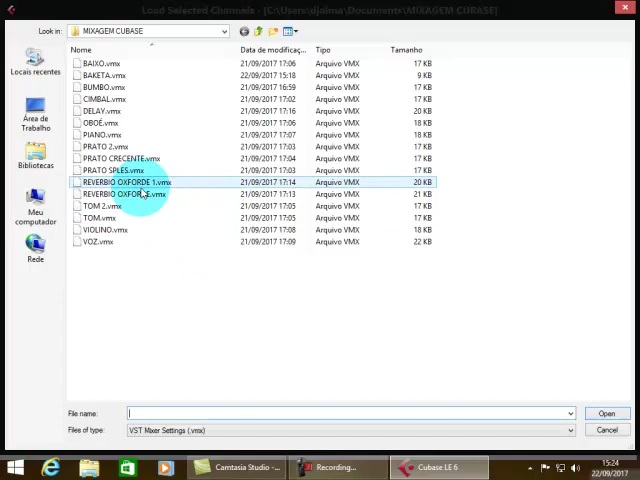 Load Selected Channels - [C:\Users\djalma\Documents\MIXAGEM CUBASE]
Look in: MIXAGEM CUBASE
Nome Data de modificaç... Tipo Tamanho
BAIXO.vmx 21/09/2017 17:06 Arquivo VMX 17 KB
BAKETA.vmx 22/09/2017 15:18 Arquivo VMX 9 KB
BUMBO.vmx 21/09/2017 16:59 Arquivo VMX 17 KB
CIMBAL.vmx 21/09/2017 17:04 Arquivo VMX 17 KB
DELAY.vmx 21/09/2017 17:16 Arquivo VMX 20 KB
OBOÉ.vmx 21/09/2017 17:06 Arquivo VMX 18 KB
PIANO.vmx 21/09/2017 17:07 Arquivo VMX 18 KB
PRATO 2.vmx 21/09/2017 17:03 Arquivo VMX 17 KB
PRATO CRECENTE.vmx 21/09/2017 17:04 Arquivo VMX 17 KB
PRATO SPLES.vmx 21/09/2017 17:03 Arquivo VMX 17 KB
REVERBIO OXFORDE 1.vmx 21/09/2017 17:14 Arquivo VMX 20 KB
REVERBIO OXFORDE.vmx 21/09/2017 17:13 Arquivo VMX 21 KB
TOM 2.vmx 21/09/2017 17:05 Arquivo VMX 17 KB
TOM.vmx 21/09/2017 17:05 Arquivo VMX 17 KB
VIOLINO.vmx 21/09/2017 17:08 Arquivo VMX 18 KB
VOZ.vmx 21/09/2017 17:09 Arquivo VMX 22 KB
Locais recentes
Área de
Trabalho
Bibliotecas
Meu
computador
Rede
File name: Open
Files of type: VST Mixer Settings (.vmx) Cancel
Camtasia Studio -... Recording... Cubase LE 6
15:24
22/09/2017